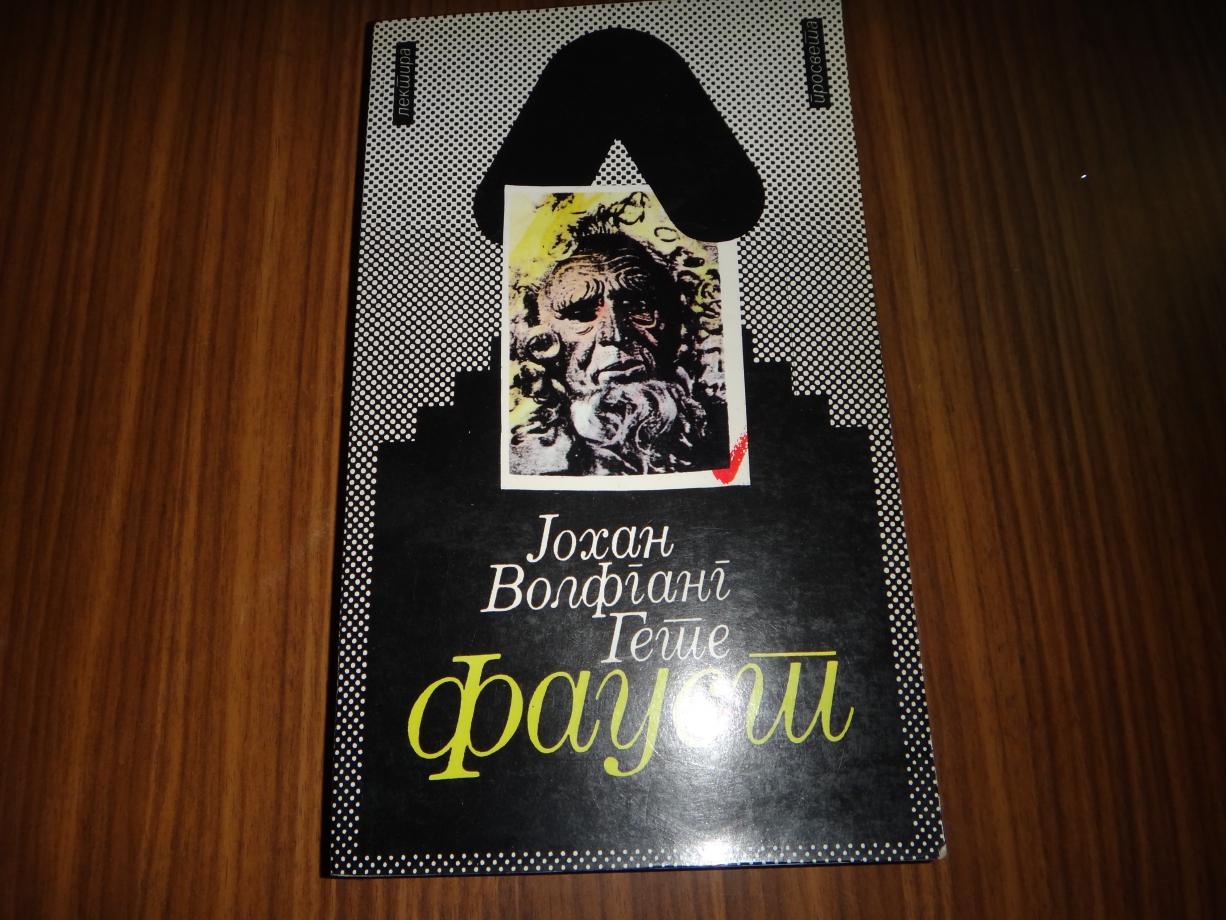 лектира
просвета
Јохан
Волфганг
Гете
фауст